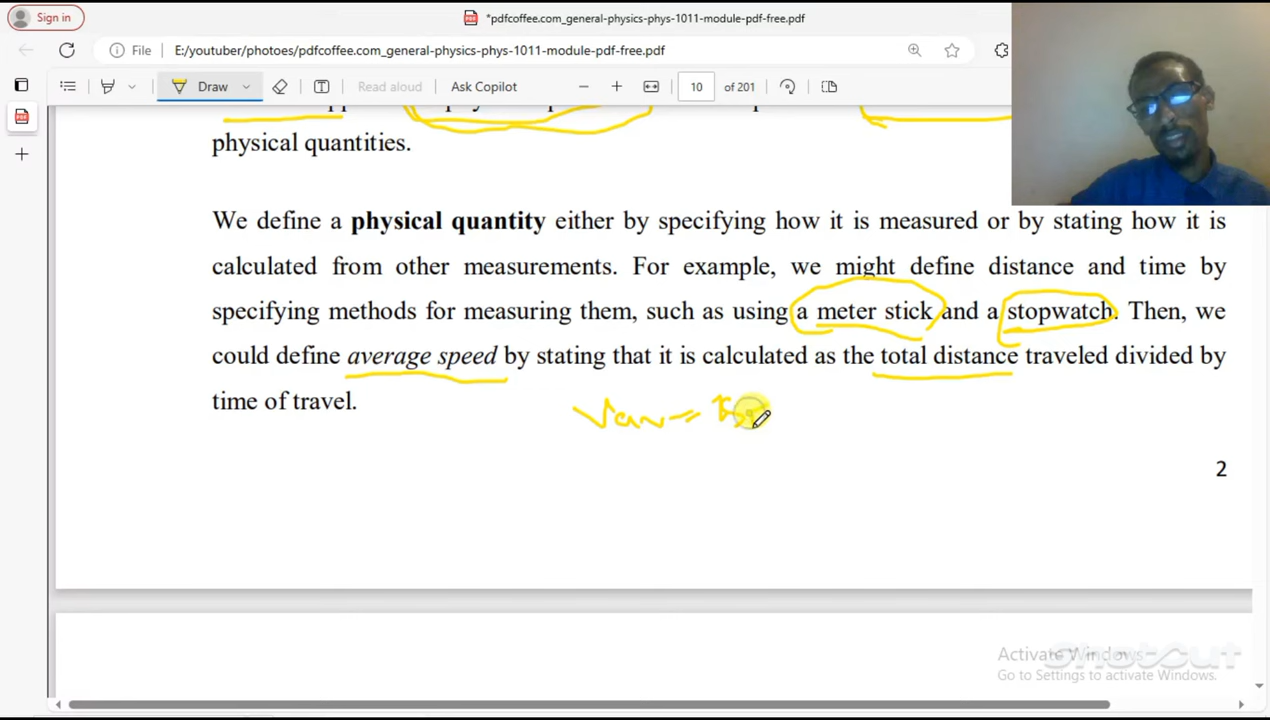 Sign in
*pdfcoffee.com_general-physics-phys-1011-module-pdf-free.pdf
File E:/youtuber/photoes/pdfcoffee.com_general-physics-phys-1011-module-pdf-free.pdf
Draw Read aloud Ask Copilot 10 of 201
physical quantities.
We define a physical quantity either by specifying how it is measured or by stating how it is
calculated from other measurements. For example, we might define distance and time by
specifying methods for measuring them, such as using a meter stick and a stopwatch. Then, we
could define average speed by stating that it is calculated as the total distance traveled divided by
time of travel.
Vav =
2
Activate Windows
Shotcut
Go to Settings to activate Windows.